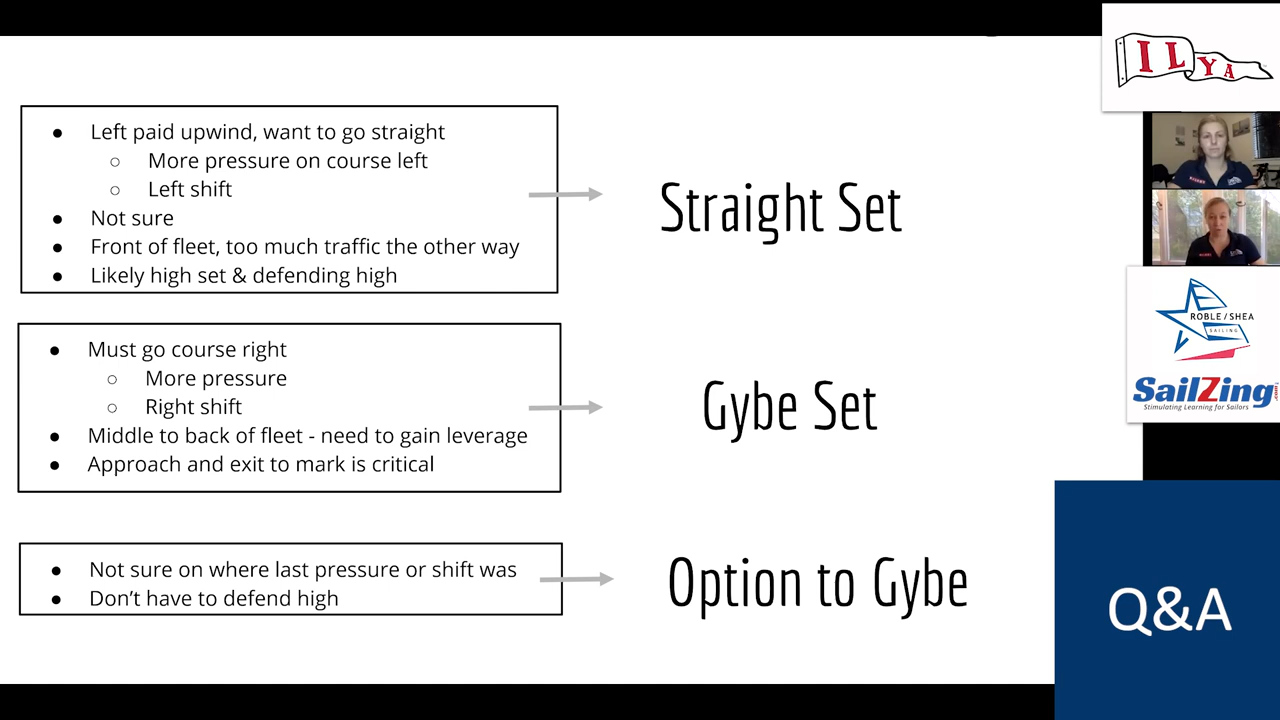 ● Left paid upwind, want to go straight
○ More pressure on course left
○ Left shift
● Not sure
● Front of fleet, too much traffic the other way
● Likely high set & defending high
Straight Set
● Must go course right
○ More pressure
○ Right shift
● Middle to back of fleet - need to gain leverage
● Approach and exit to mark is critical
Gybe Set
● Not sure on where last pressure or shift was
● Don’t have to defend high
Option to Gybe
ILYA
ROBLE/SHEA
SAILING
SailZing
Stimulating Learning for Sailors
Q&A